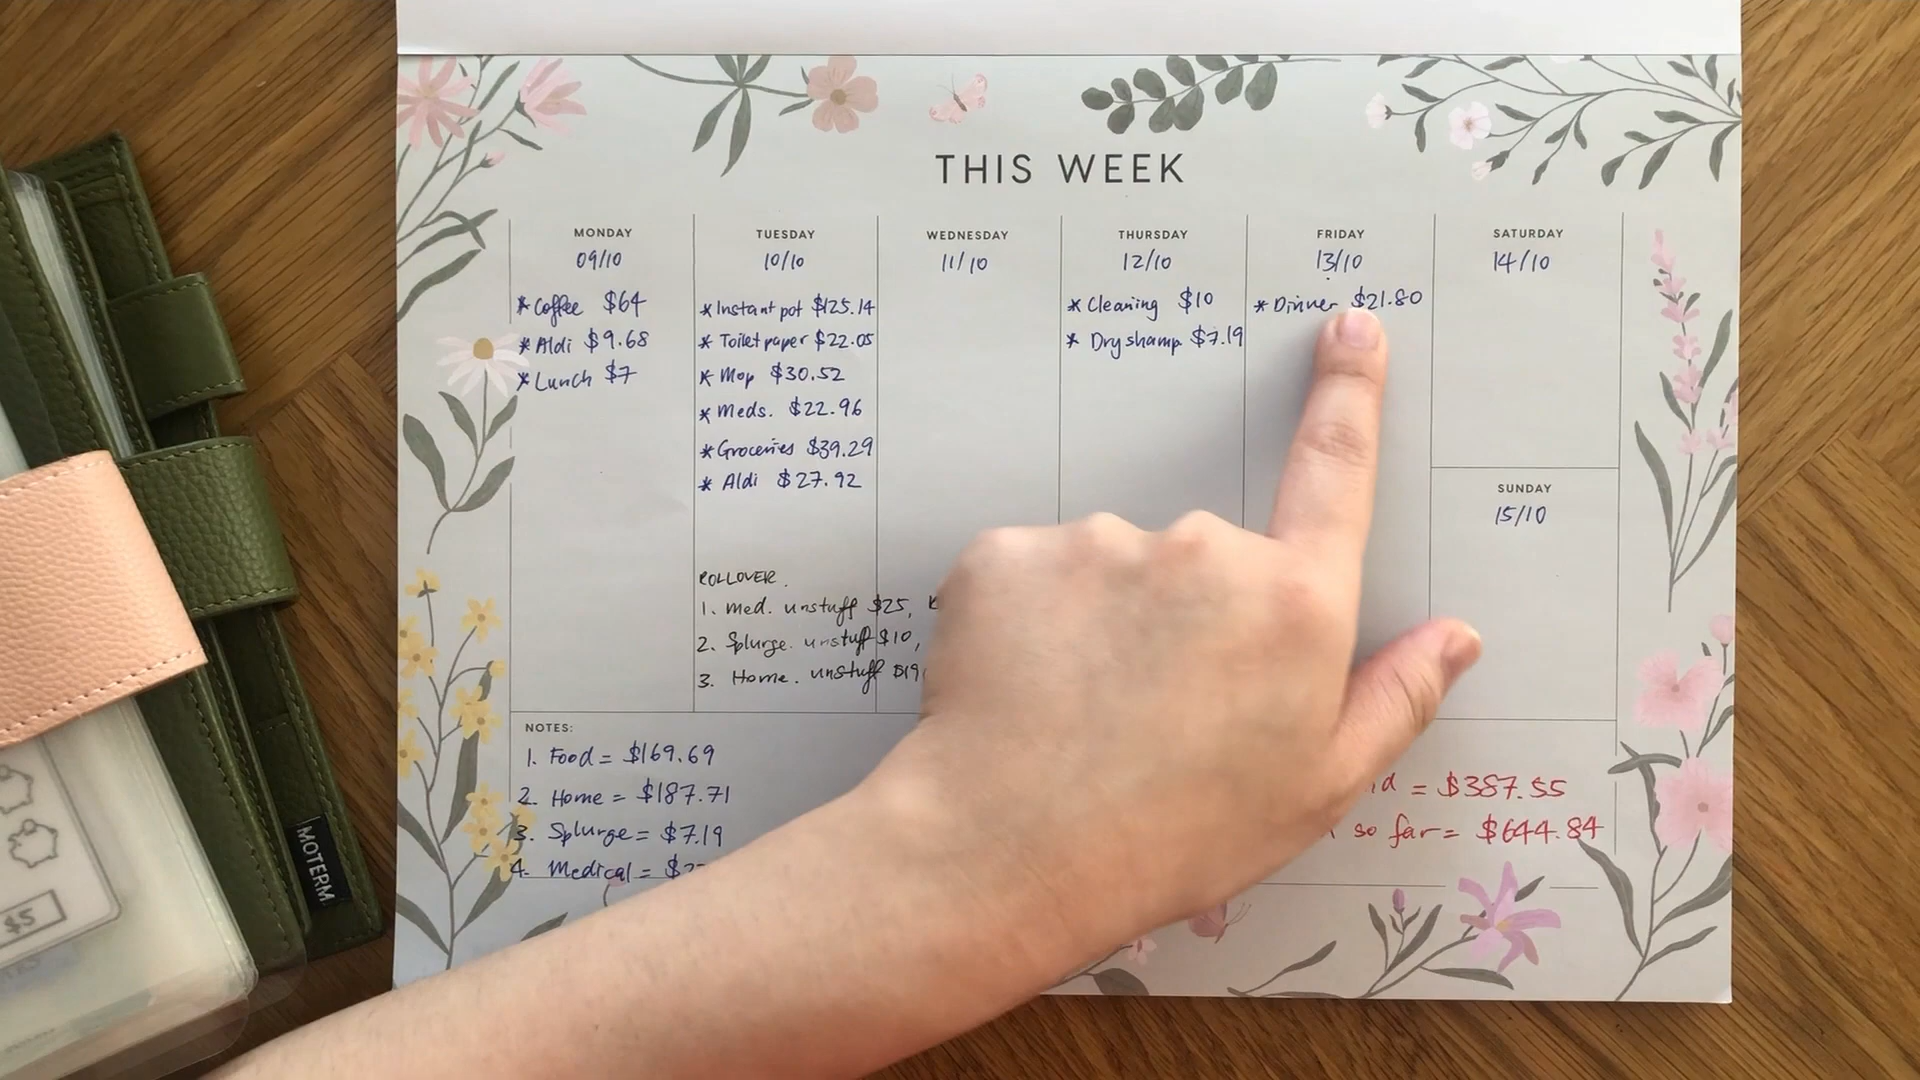 THIS WEEK
MONDAY
09/10
* Coffee $64
* Aldi $9.68
* Lunch $7
TUESDAY
10/10
* Instant pot $125.14
* Toilet paper $22.05
* Mop $30.52
* Meds. $22.96
* Groceries $39.29
* Aldi $27.92
ROLLOVER.
1. med. unstuff $25,
2. Splurge. unstuff $10,
3. Home. unstuff $19
WEDNESDAY
11/10
THURSDAY
12/10
* Cleaning $10
* Dry shamp $7.19
FRIDAY
13/10
* Dinner $21.80
SATURDAY
14/10
SUNDAY
15/10
NOTES:
1. Food = $169.69
2. Home = $187.71
3. Splurge = $7.19
4. Medical = $2
= $387.55
so far = $644.84
MOTERM
$5